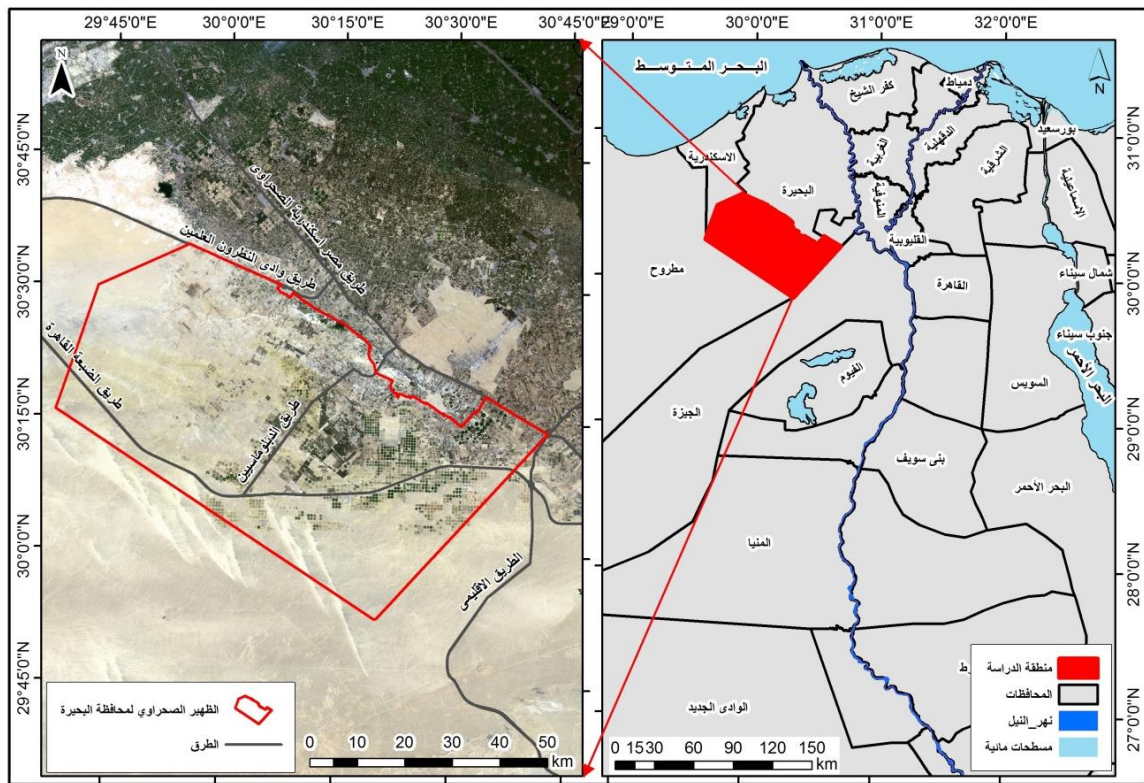 29°45'0"E
30°0'0"E
30°15'0"E
30°30'0"E
30°45'0"E
N
30°45'0"N
30°30'0"N
30°15'0"N
30°0'0"N
29°45'0"N
طريق مصر اسكندرية الصحراوى
طريق وادى النطرون العلمين
طريق الضبعة القاهرة
طريق الدبلوماسيين
الطريق الاقليمى
الظهير الصحراوي لمحافظة البحيرة
الطرق
0 10 20 30 40 50
km
29°0'0"E
30°0'0"E
31°0'0"E
32°0'0"E
N
31°0'0"N
30°0'0"N
29°0'0"N
28°0'0"N
27°0'0"N
البـحــر المـتــوســـط
كفر الشيخ
دمياط
الدقهلية
بورسعيد
الاسكندرية
الغربية
الشرقية
البحيرة
المنوفية
الإسماعيلية
القليوبية
مطروح
القاهرة
شمال سيناء
جنوب سيناء
البحر الأحمر
الفيوم
السويس
الجيزة
بنى سويف
البحر الأحمر
المنيا
الوادى الجديد
منطقة الدراسة
المحافظات
نهر_النيل
مسطحات مائية
0 15 30 60 90 120 150
km